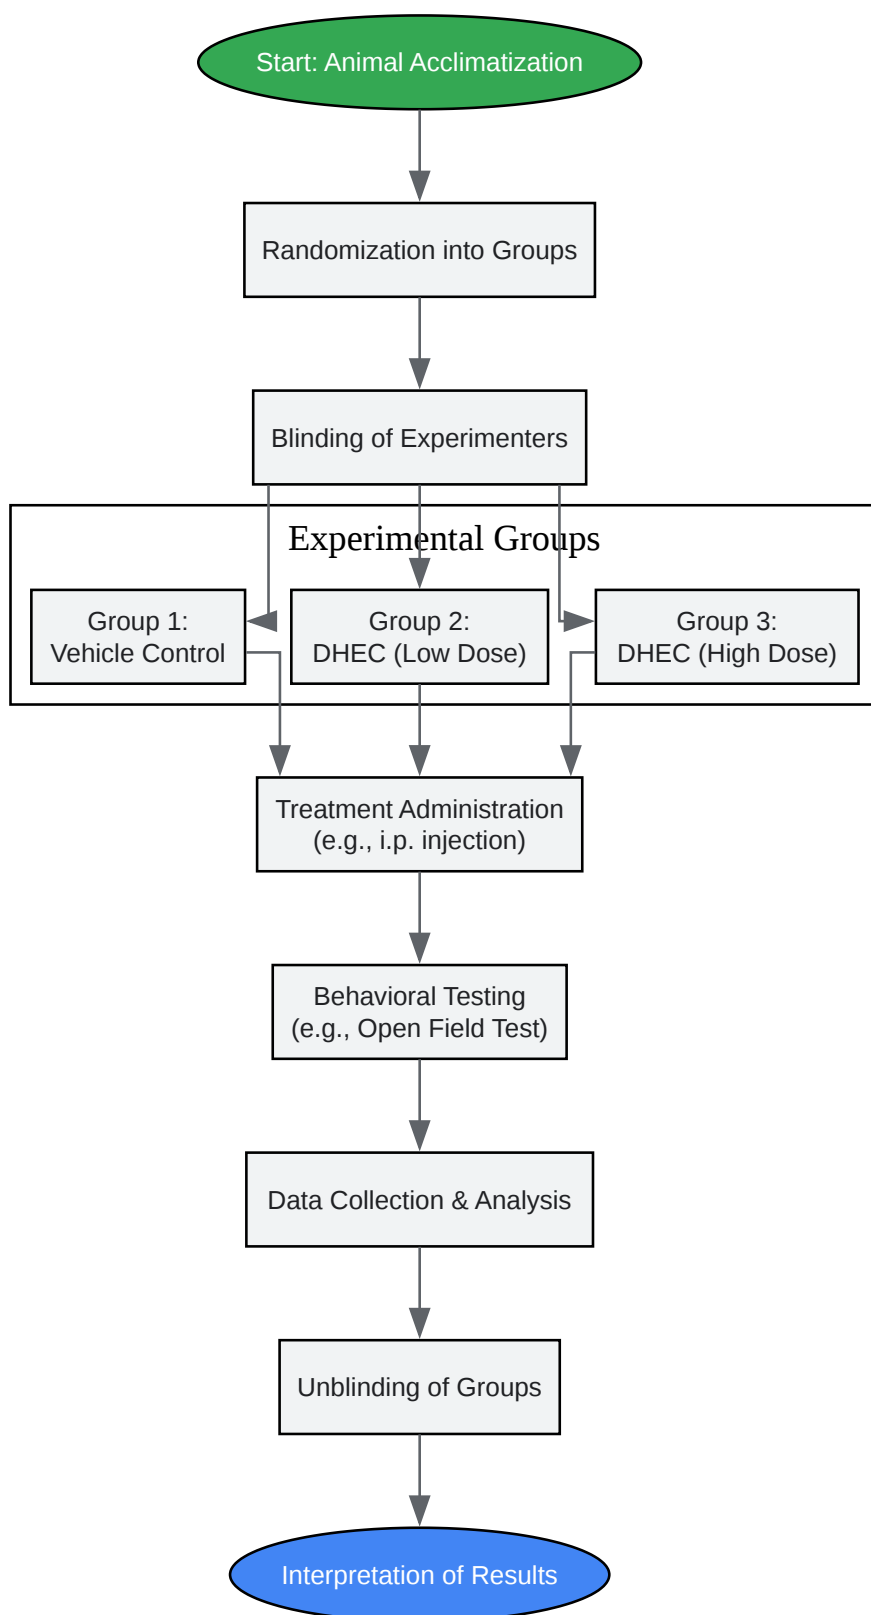 Start: Animal Acclimatization
Randomization into Groups
Blinding of Experimenters
Experimental Groups
Group 1:
Vehicle Control
Group 2:
DHEC (Low Dose)
Group 3:
DHEC (High Dose)
Treatment Administration
(e.g., i.p. injection)
Behavioral Testing
(e.g., Open Field Test)
Data Collection & Analysis
Unblinding of Groups
Interpretation of Results